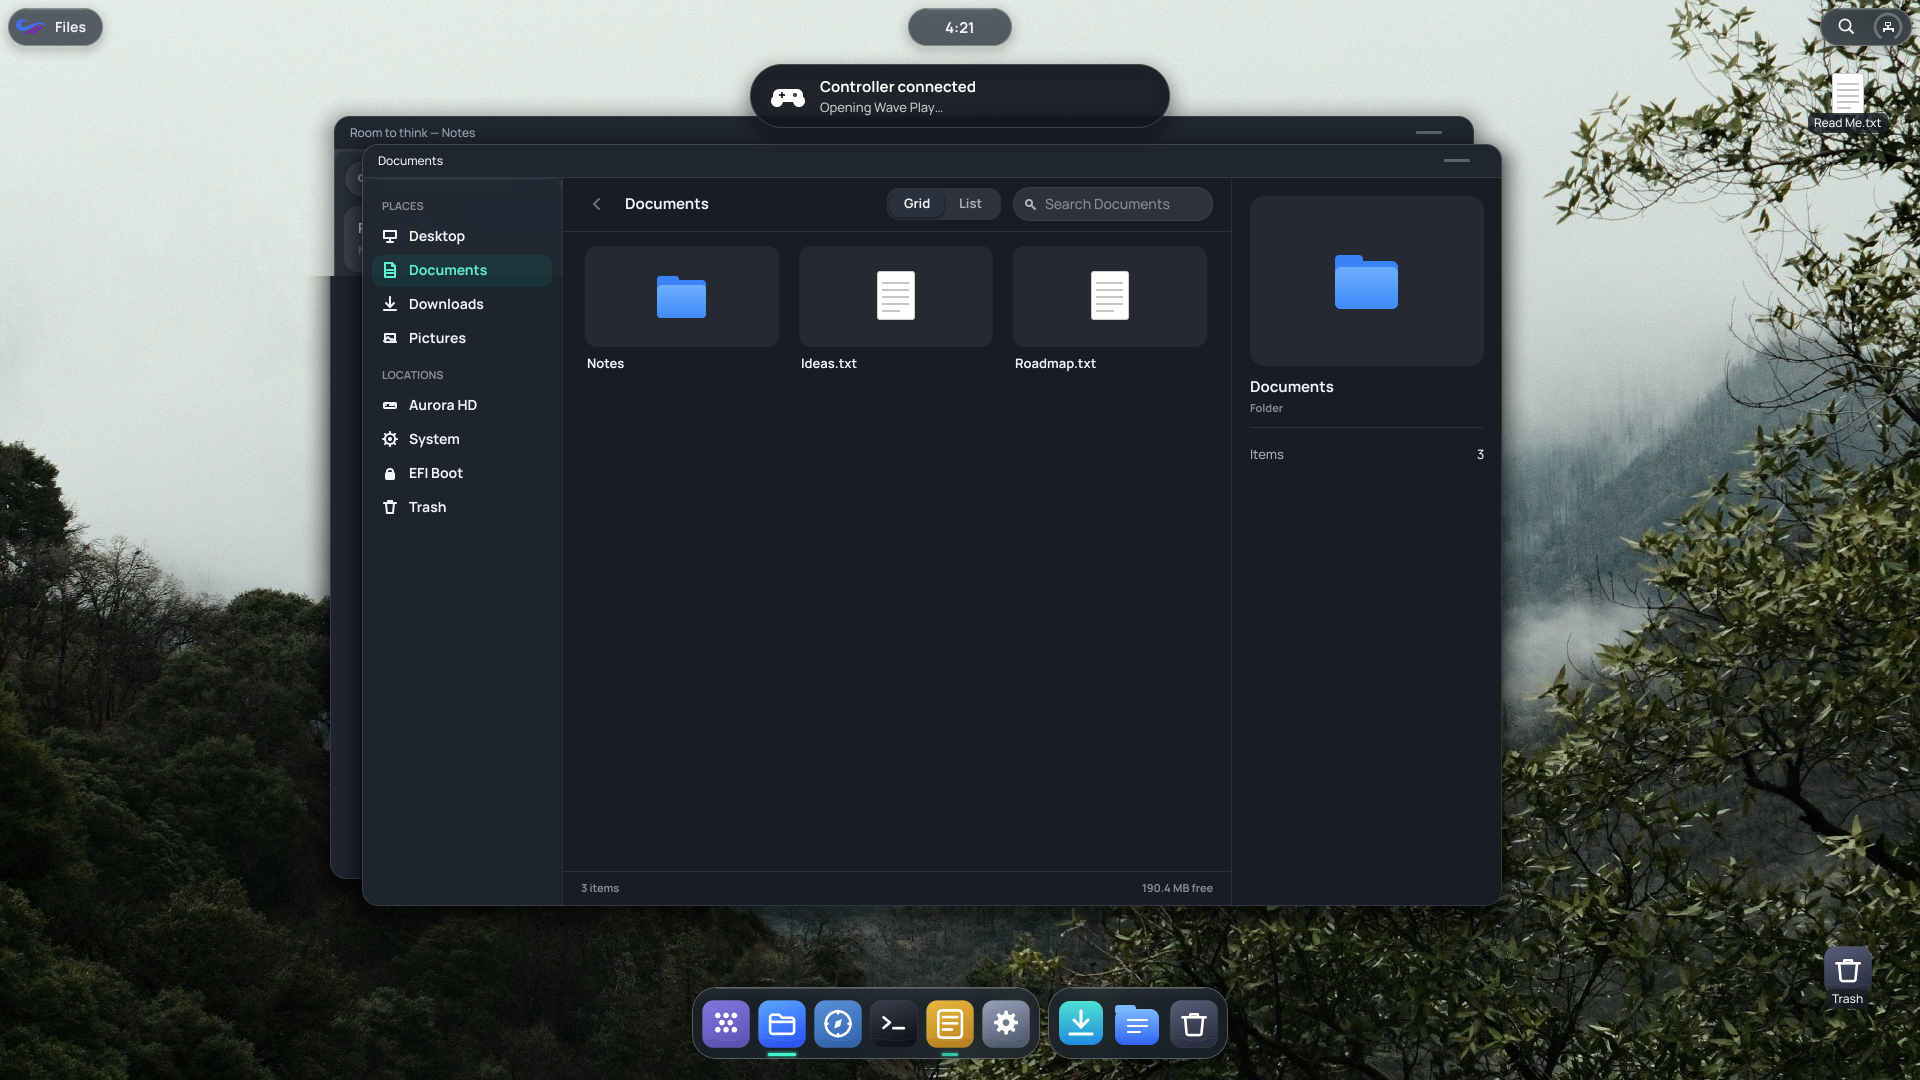 Files
4:21
Controller connected
Opening Wave Play...
Read Me.txt
Room to think — Notes
Documents
PLACES
Desktop
Documents
Downloads
Pictures
LOCATIONS
Aurora HD
System
EFI Boot
Trash
Documents
Grid
List
Search Documents
Notes
Ideas.txt
Roadmap.txt
Documents
Folder
Items
3
3 items
190.4 MB free
Trash